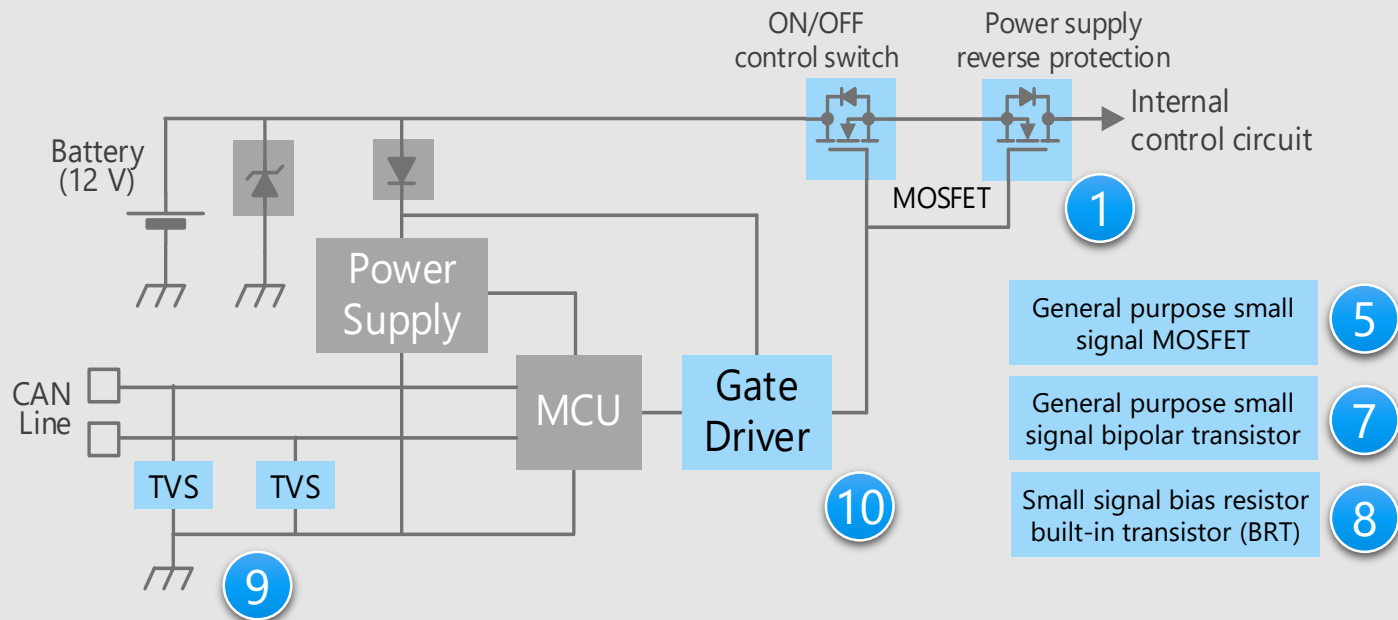 ON/OFF
control switch
Power supply
reverse protection
Internal
control circuit
Battery
(12 V)
MOSFET
1
Power
Supply
General purpose small
signal MOSFET
5
CAN
Line
MCU
Gate
Driver
General purpose small
signal bipolar transistor
7
TVS
TVS
10
Small signal bias resistor
built-in transistor (BRT)
8
9